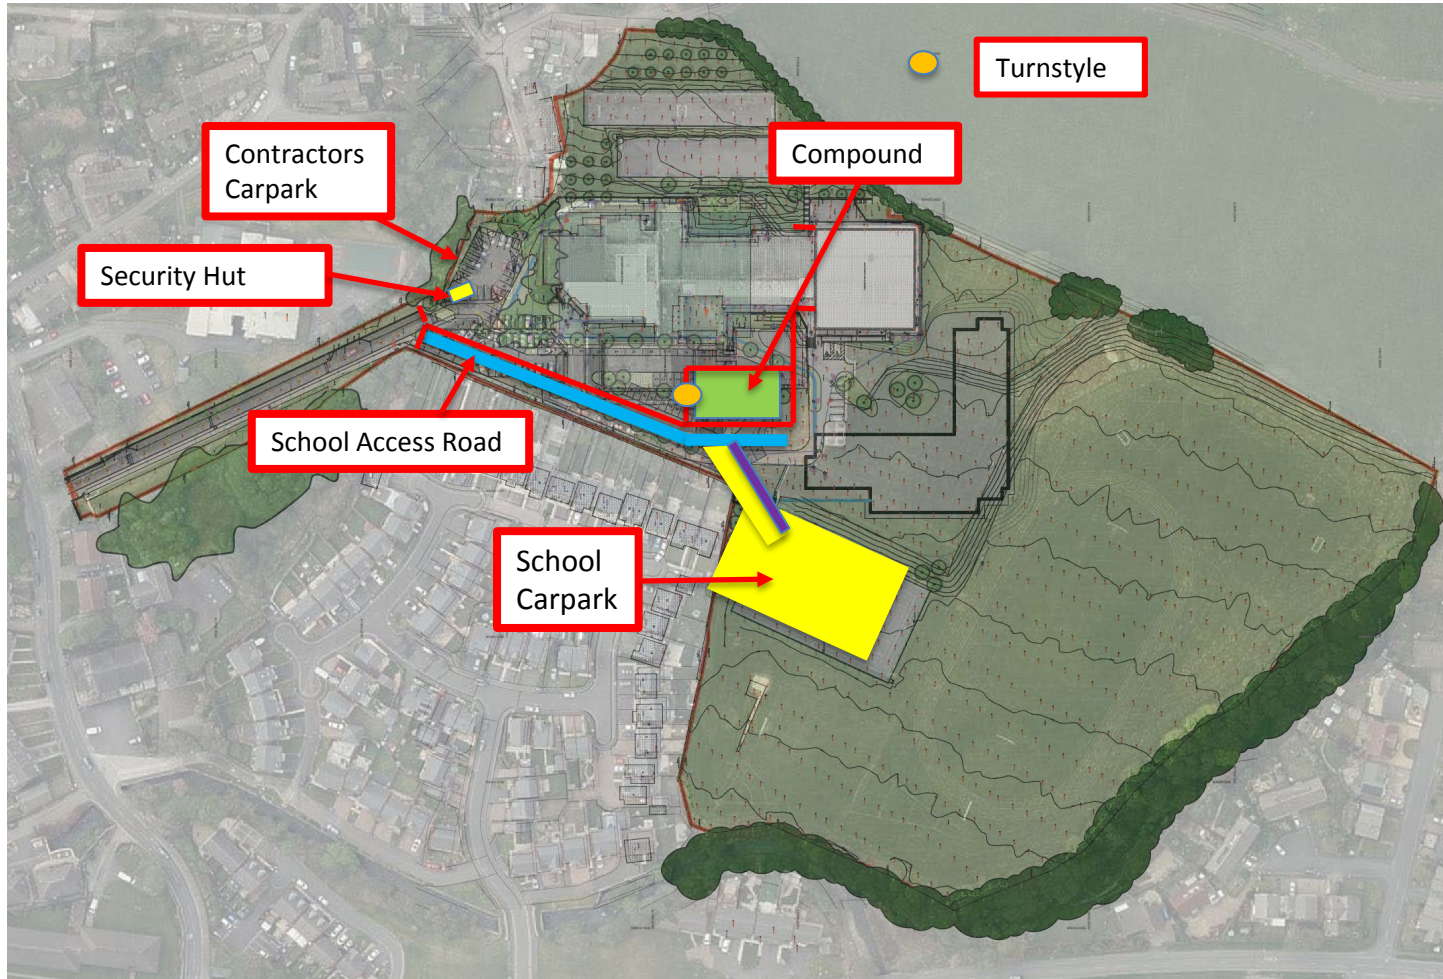 Turnstyle
Compound
Contractors
Carpark
Security Hut
School Access Road
School
Carpark